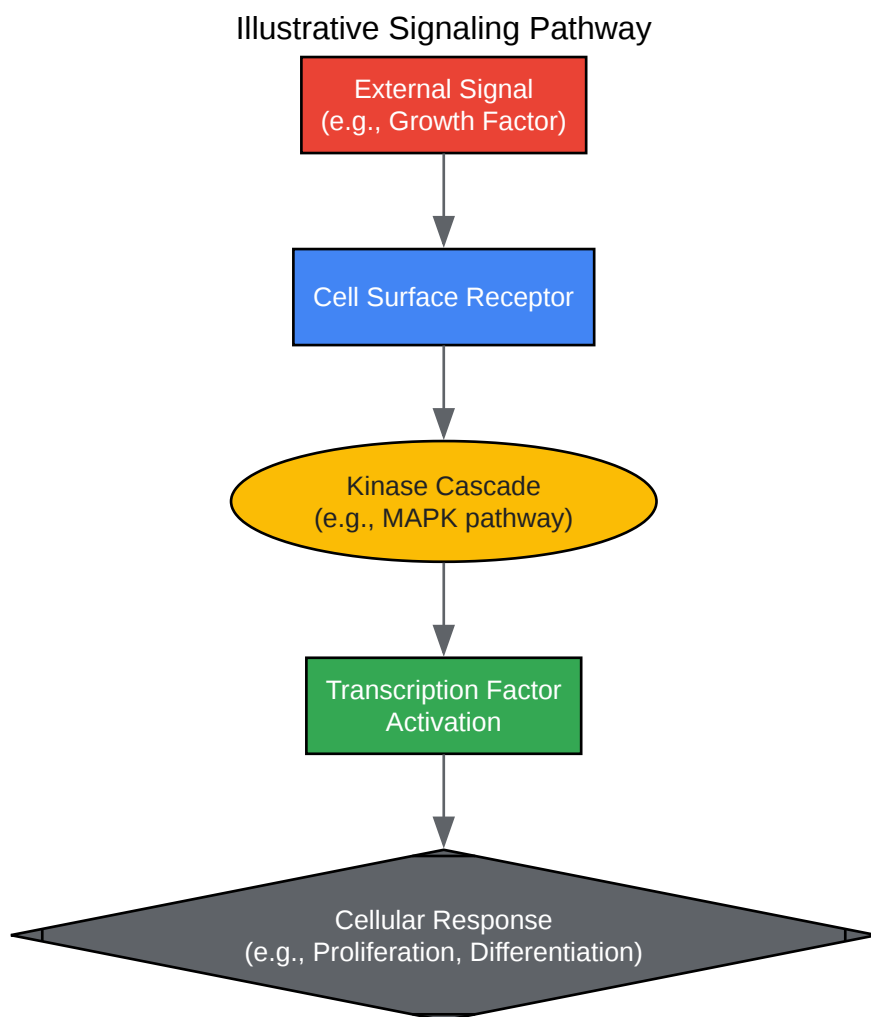 Illustrative Signaling Pathway
External Signal
(e.g., Growth Factor)
Cell Surface Receptor
Kinase Cascade
(e.g., MAPK pathway)
Transcription Factor
Activation
Cellular Response
(e.g., Proliferation, Differentiation)